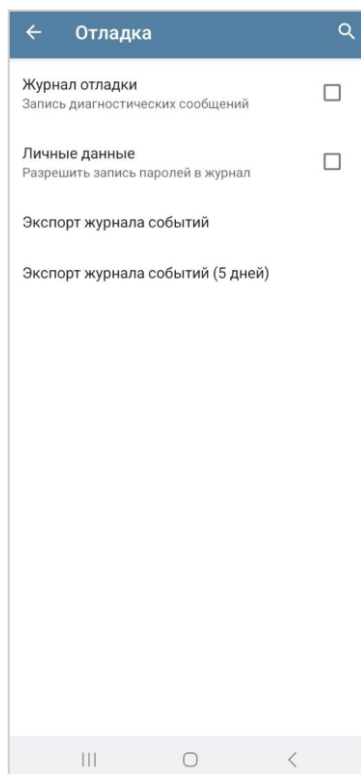 Отладка
Журнал отладки
Запись диагностических сообщений
Личные данные
Разрешить запись паролей в журнал
Экспорт журнала событий
Экспорт журнала событий (5 дней)